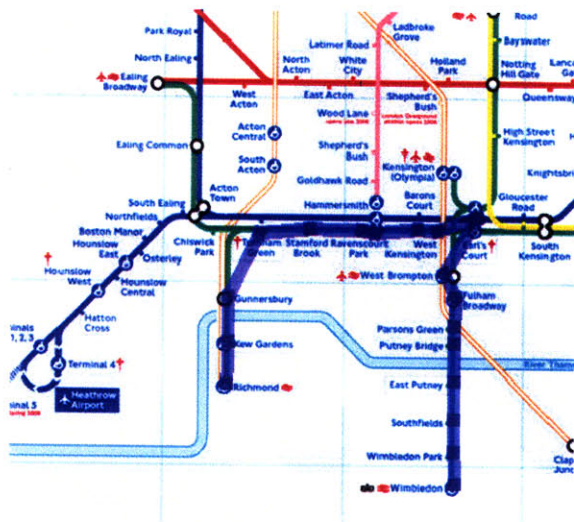 Road
Ladbroke
Grove
Park Royal
Latimer Road
Bayswater
North Ealing
North
Acton
White
City
Holland
Park
Notting
Hill Gate
Ealing
Broadway
West
Acton
East Acton
Shepherd's
Bush
Queensway
Wood Lane
Acton
Central
High Street
Kensington
Ealing Common
Shepherd's
Bush
South
Acton
Kensington
(Olympia)
Goldhawk Road
Acton
Town
Barons
Court
Gloucester
Road
South Ealing
Northfields
Hammersmith
Boston Manor
Hounslow
East
Osterley
Chiswick
Park
Green
Stamford
Brook
Ravenscourt
Park
West
Kensington
Earl's
Court
South
Kensington
Hounslow
West
Hounslow
Central
West Brompton
Gunnersbury
Fulham
Broadway
Hatton
Cross
Parsons Green
Kew Gardens
Putney Bridge
1, 2, 3
Terminal 4
Richmond
East Putney
Heathrow
Airport
Southfields
Wimbledon Park
Wimbledon